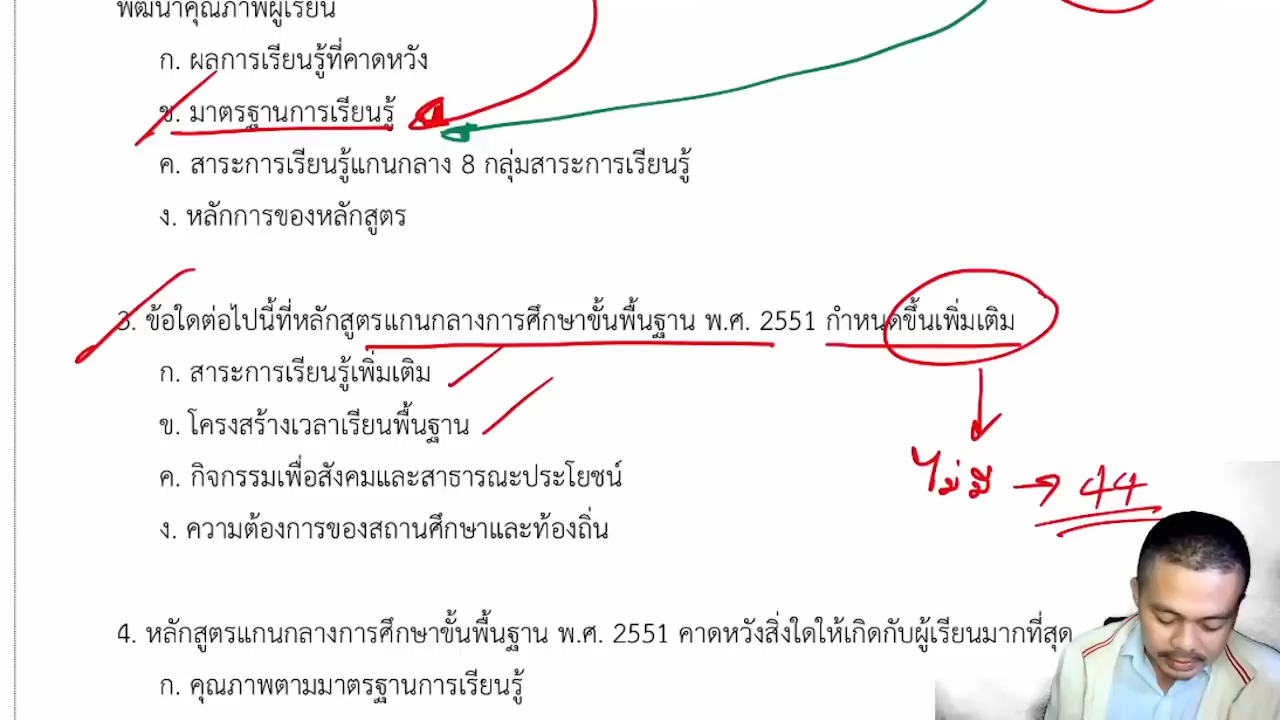 พัฒนาคุณภาพผู้เรียน
ก. ผลการเรียนรู้ที่คาดหวัง
ข. มาตรฐานการเรียนรู้
ค. สาระการเรียนรู้แกนกลาง 8 กลุ่มสาระการเรียนรู้
ง. หลักการของหลักสูตร
3. ข้อใดต่อไปนี้ที่หลักสูตรแกนกลางการศึกษาขั้นพื้นฐาน พ.ศ. 2551 กำหนดขึ้นเพิ่มเติม
ก. สาระการเรียนรู้เพิ่มเติม
ข. โครงสร้างเวลาเรียนพื้นฐาน
ค. กิจกรรมเพื่อสังคมและสาธารณะประโยชน์
ไม่มี → 44
ง. ความต้องการของสถานศึกษาและท้องถิ่น
4. หลักสูตรแกนกลางการศึกษาขั้นพื้นฐาน พ.ศ. 2551 คาดหวังสิ่งใดให้เกิดกับผู้เรียนมากที่สุด
ก. คุณภาพตามมาตรฐานการเรียนรู้